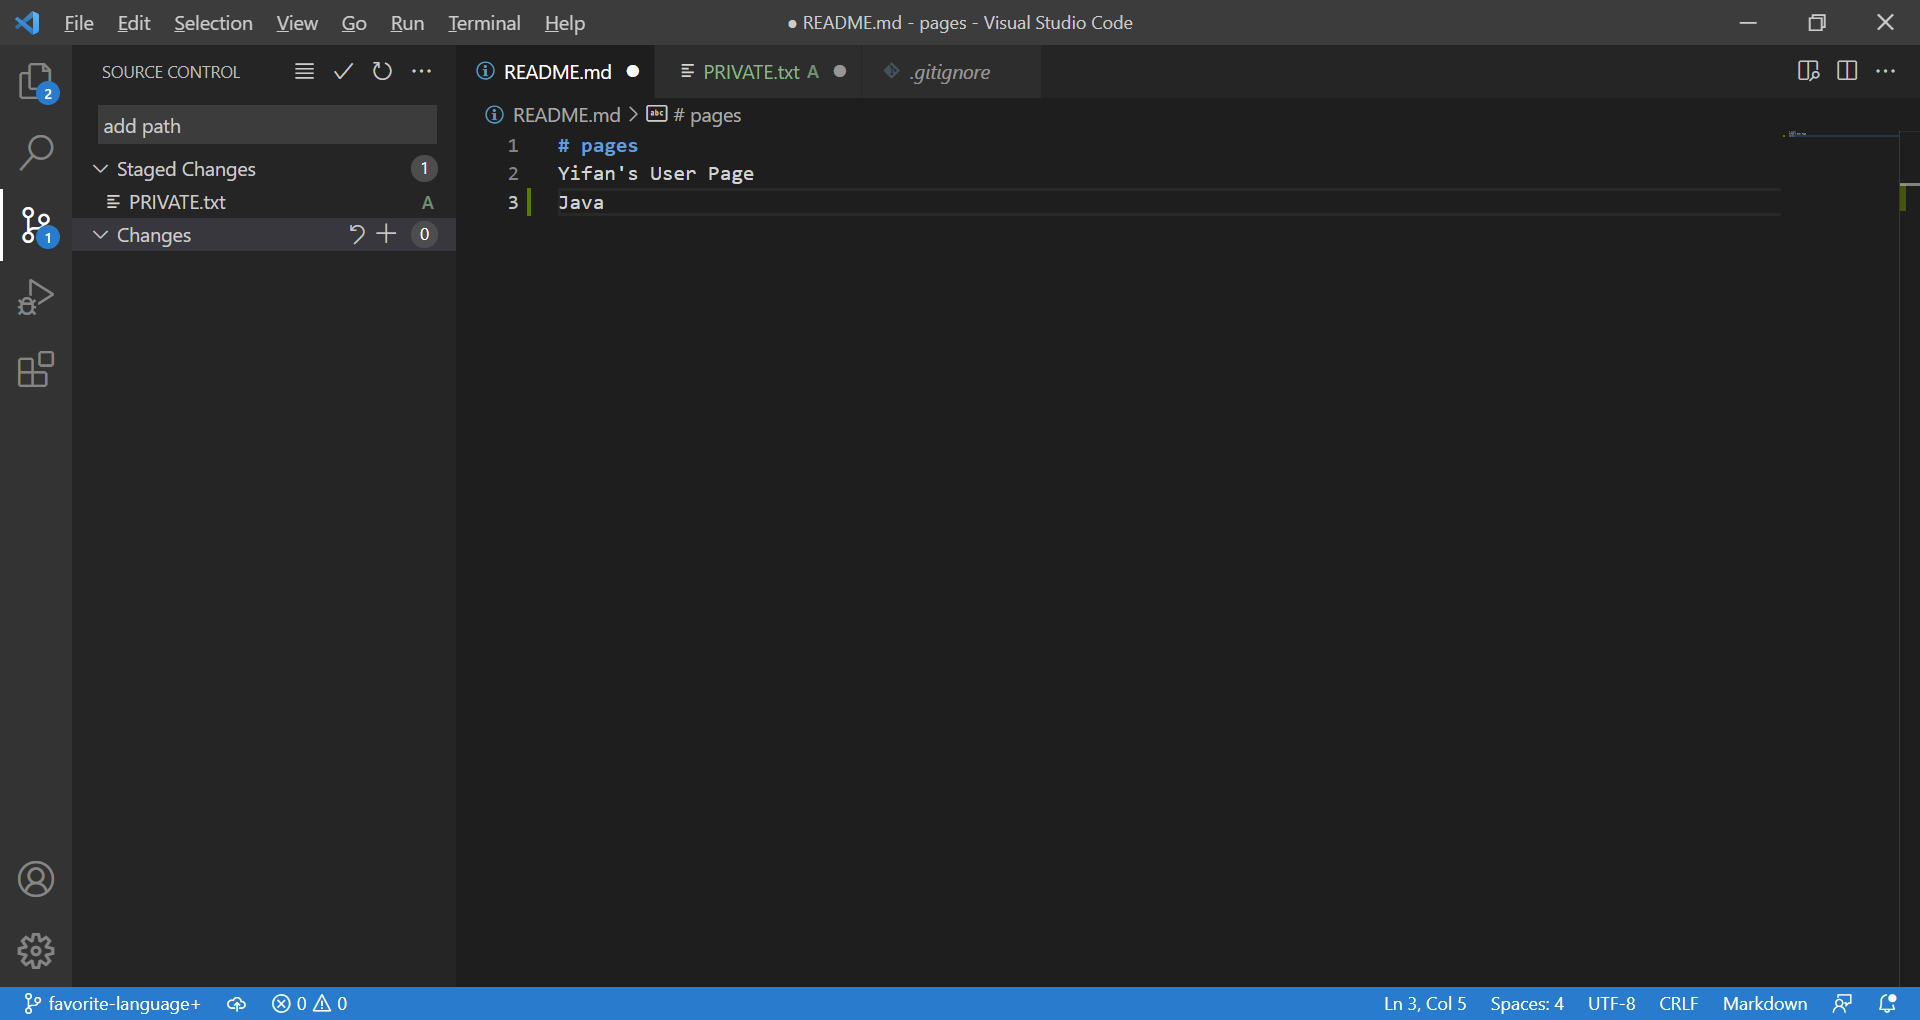 File Edit Selection View Go Run Terminal Help
● README.md - pages - Visual Studio Code
2
1
SOURCE CONTROL
add path
Staged Changes 1
PRIVATE.txt A
Changes 0
README.md PRIVATE.txt A .gitignore
README.md > abc # pages
1 # pages
2 Yifan's User Page
3 Java
favorite-language+ 0 0 Ln 3, Col 5 Spaces: 4 UTF-8 CRLF Markdown